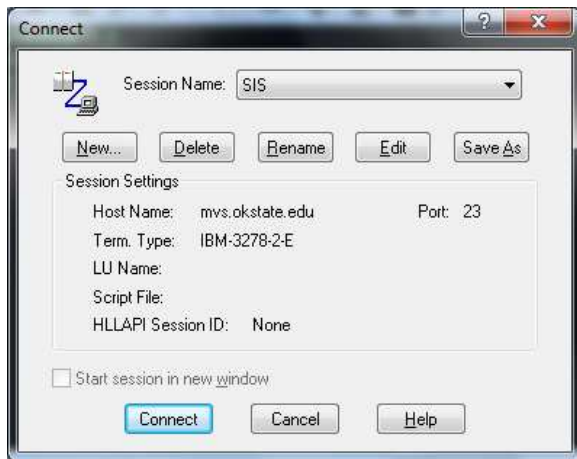 Connect
Session Name: SIS
New... Delete Rename Edit Save As
Session Settings
Host Name: mvs.okstate.edu Port: 23
Term. Type: IBM-3278-2-E
LU Name:
Script File:
HLLAPI Session ID: None
Start session in new window
Connect Cancel Help